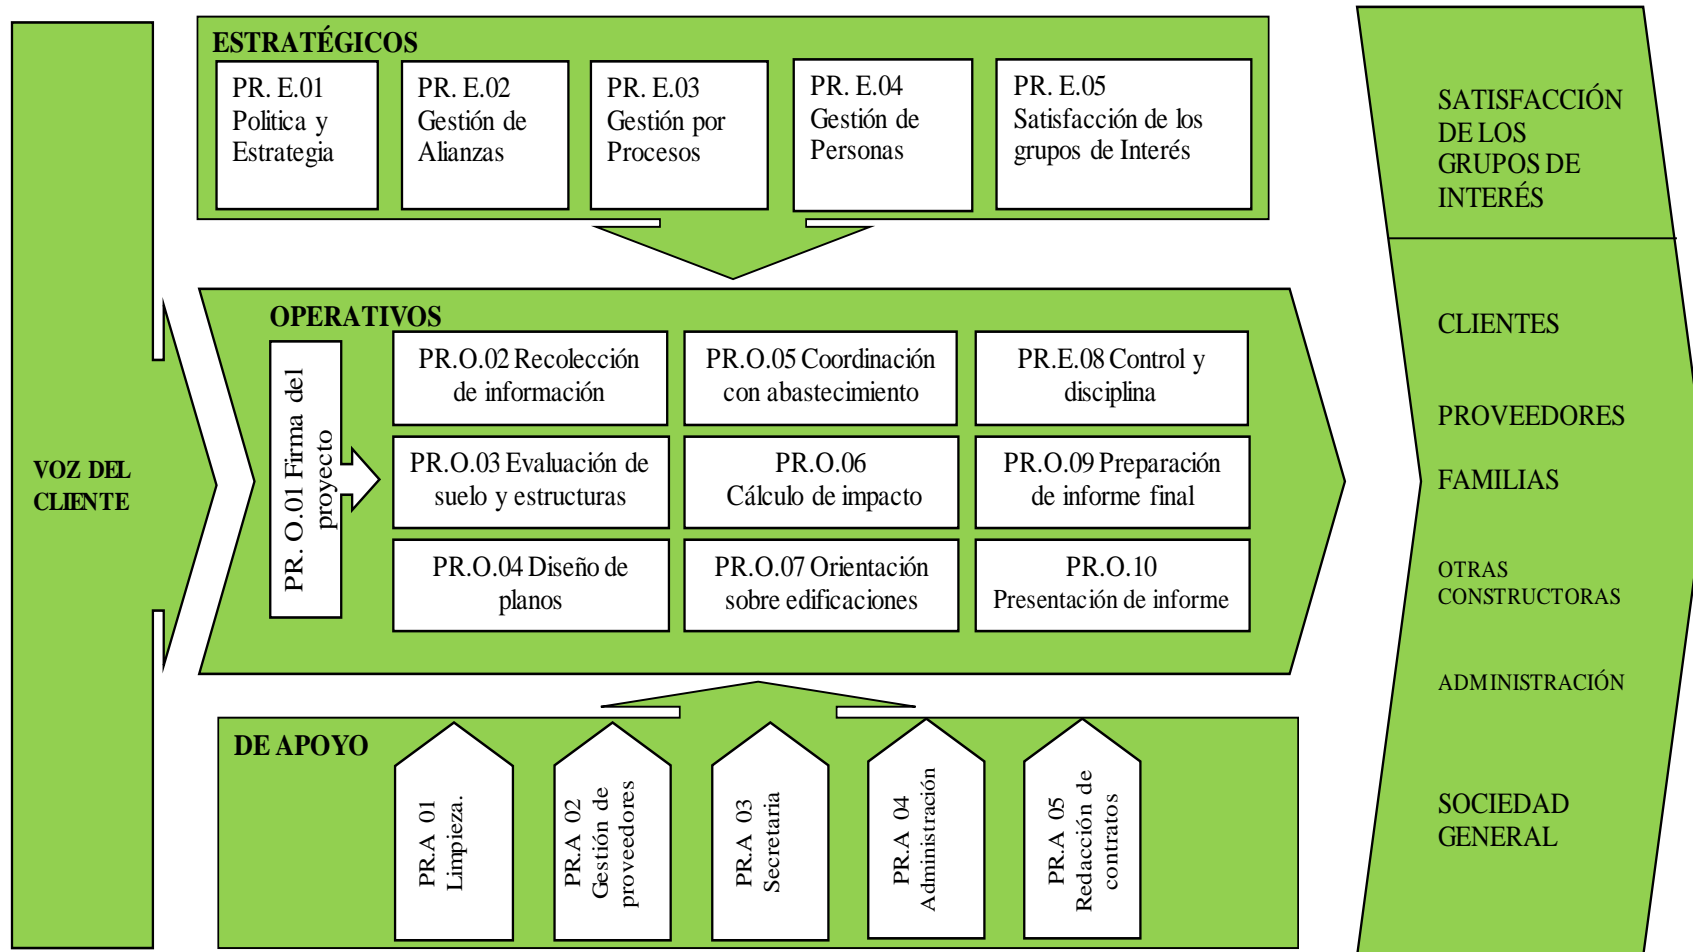 ESTRATÉGICOS
PR. E.01
Politica y
Estrategia
PR. E.02
Gestión de
Alianzas
PR. E.03
Gestión por
Procesos
PR. E.04
Gestión de
Personas
PR. E.05
Satisfacción de los
grupos de Interés
VOZ DEL
CLIENTE
OPERATIVOS
PR. O.01 Firma del
proyecto
PR.O.02 Recolección
de información
PR.O.05 Coordinación
con abastecimiento
PR.E.08 Control y
disciplina
PR.O.03 Evaluación de
suelo y estructuras
PR.O.06
Cálculo de impacto
PR.O.09 Preparación
de informe final
PR.O.04 Diseño de
planos
PR.O.07 Orientación
sobre edificaciones
PR.O.10
Presentación de informe
DE APOYO
PR.A 01
Limpieza.
PR.A 02
Gestión de
proveedores
PR.A 03
Secretaria
PR.A 04
Administración
PR.A 05
Redacción de
contratos
SATISFACCIÓN
DE LOS
GRUPOS DE
INTERÉS
CLIENTES
PROVEEDORES
FAMILIAS
OTRAS
CONSTRUCTORAS
ADMINISTRACIÓN
SOCIEDAD
GENERAL